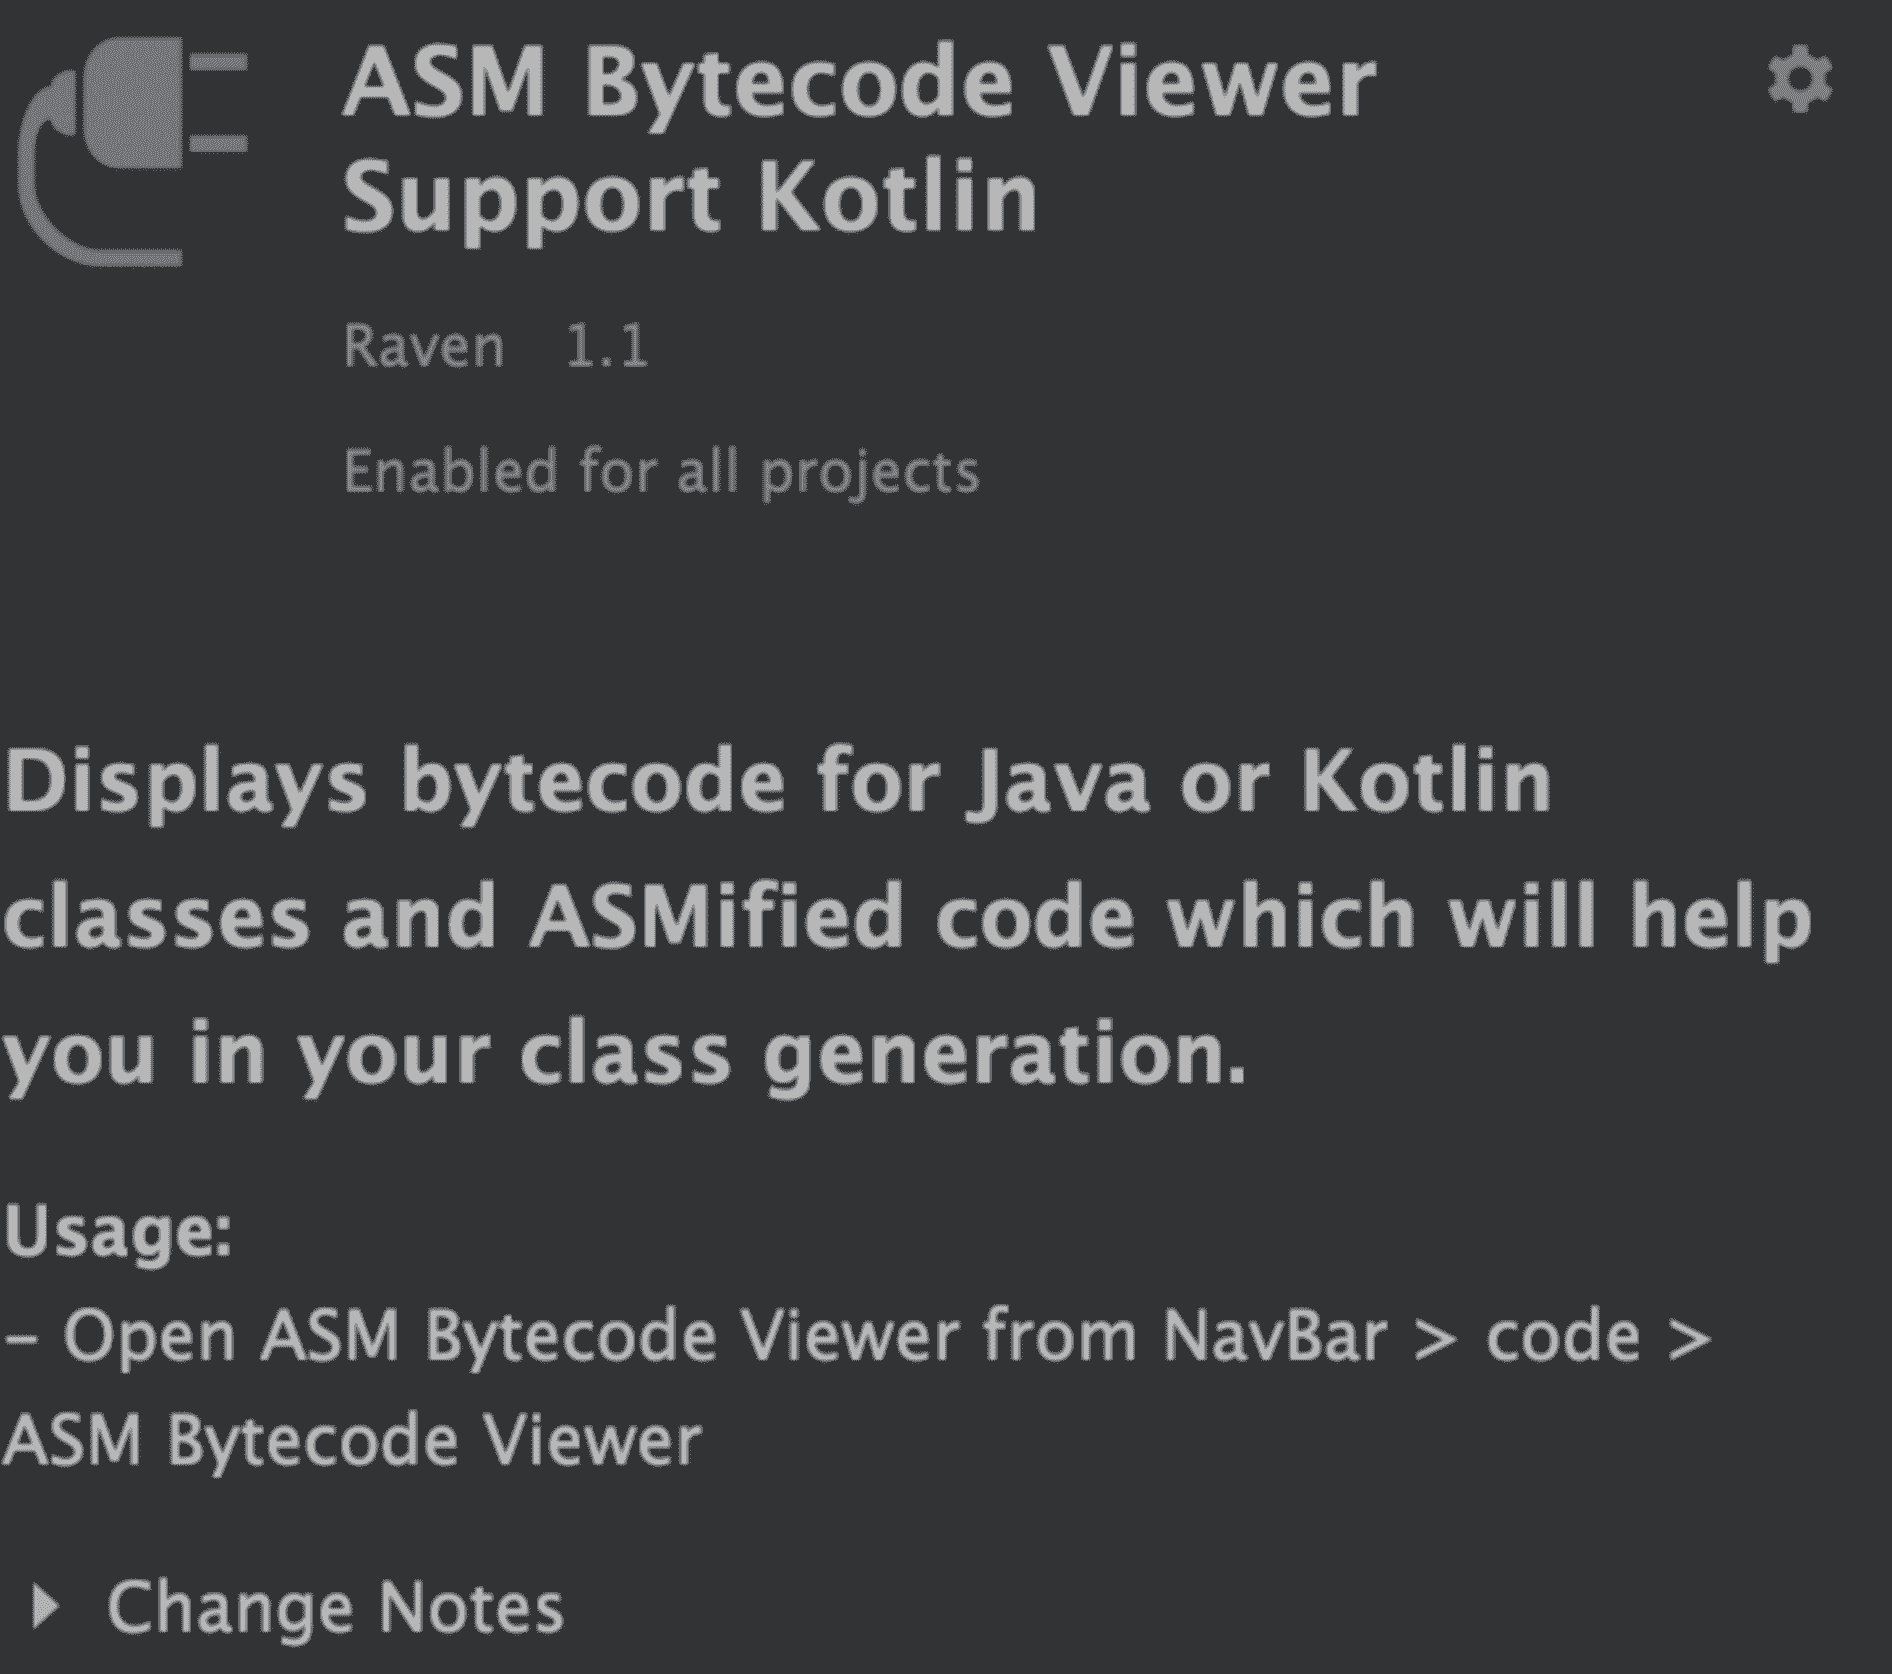 ASM Bytecode Viewer
Support Kotlin
Raven 1.1
Enabled for all projects
Displays bytecode for Java or Kotlin
classes and ASMified code which will help
you in your class generation.
Usage:
– Open ASM Bytecode Viewer from NavBar > code >
ASM Bytecode Viewer
Change Notes